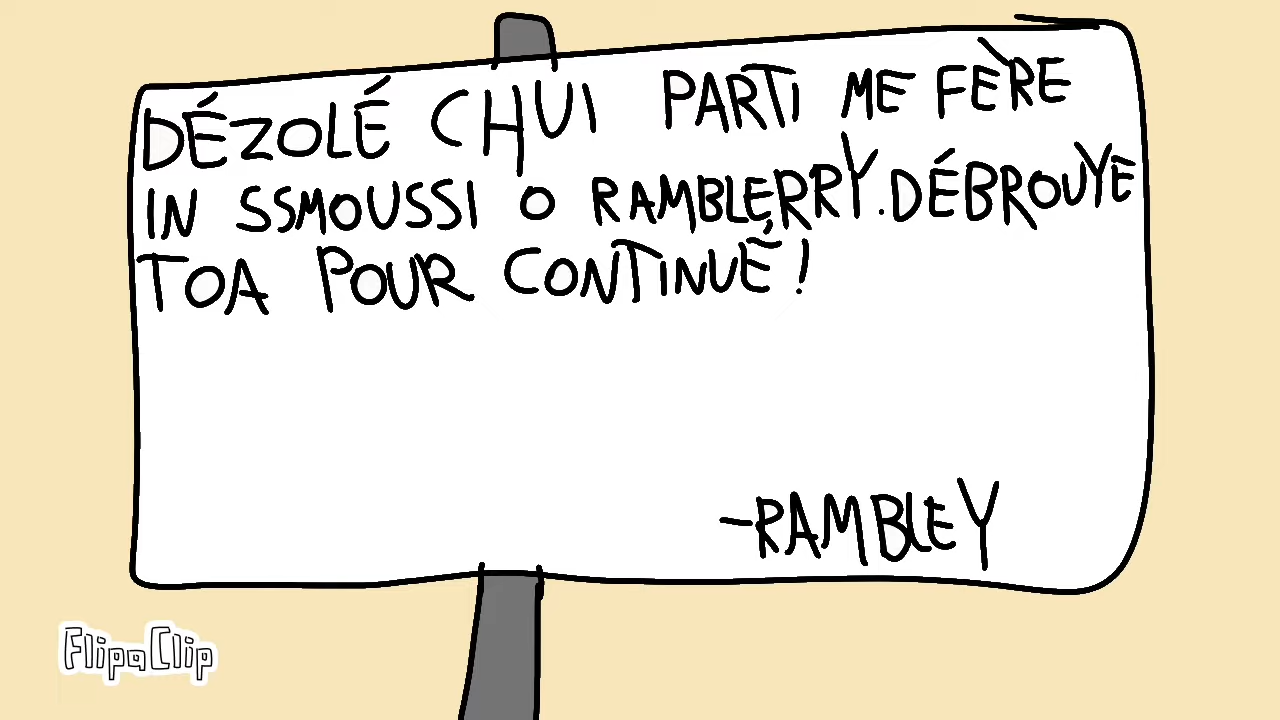 DÉZOLÉ CHUI PARTI ME FÈRE
IN SSMOUSSI O RAMBLERRY. DÉBROUYE
TOA POUR CONTINUÉ !
-RAMBLEY
FlipaClip